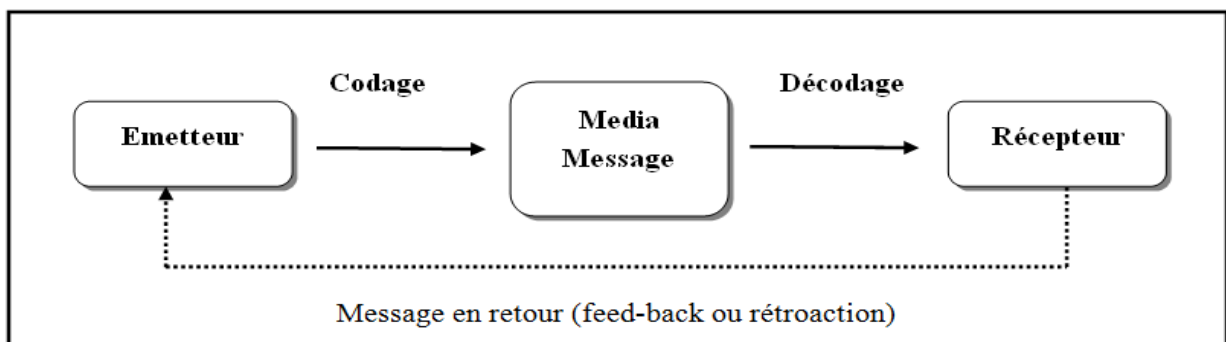 Codage
Décodage
Emetteur
Media
Message
Récepteur
Message en retour (feed-back ou rétroaction)